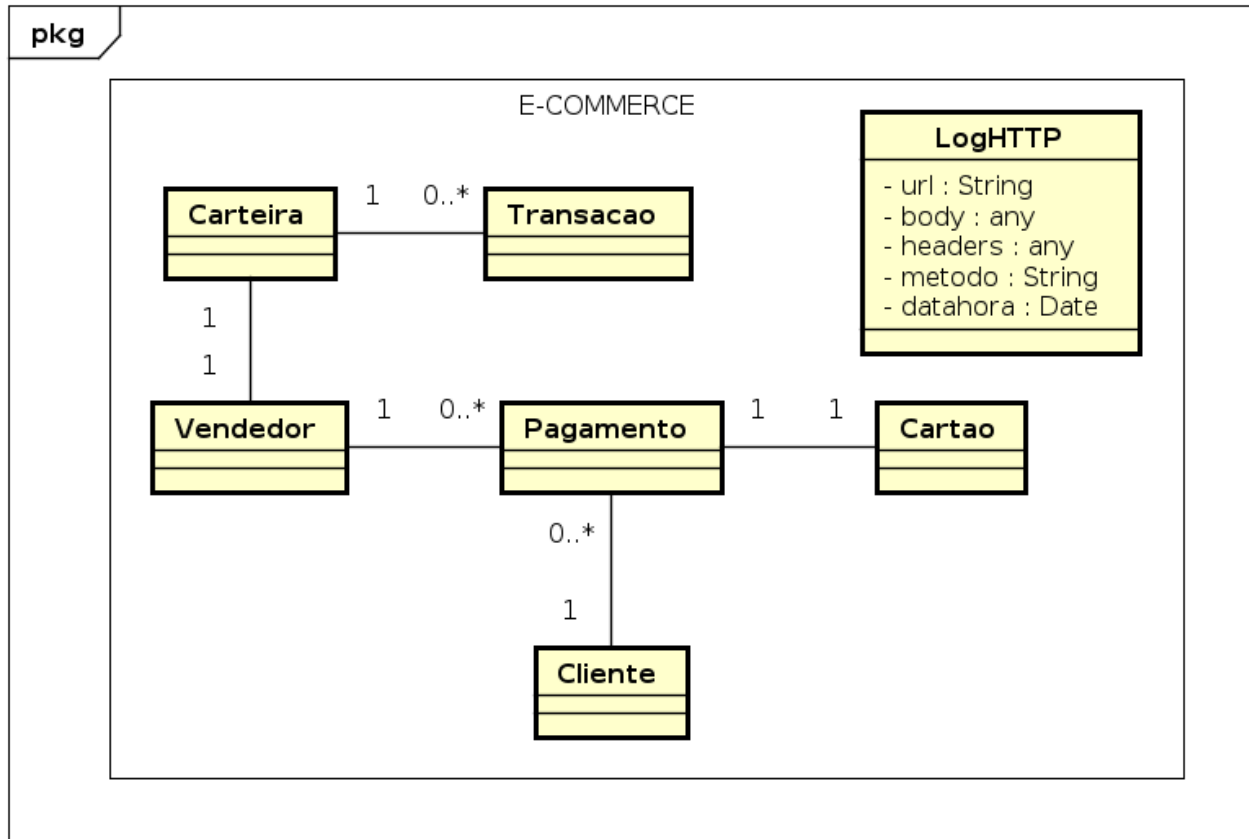 pkg
E-COMMERCE
LogHTTP
- url : String
- body : any
- headers : any
- metodo : String
- datahora : Date
Carteira
1
0..*
Transacao
1
1
Vendedor
1
0..*
Pagamento
1
1
Cartao
0..*
1
Cliente